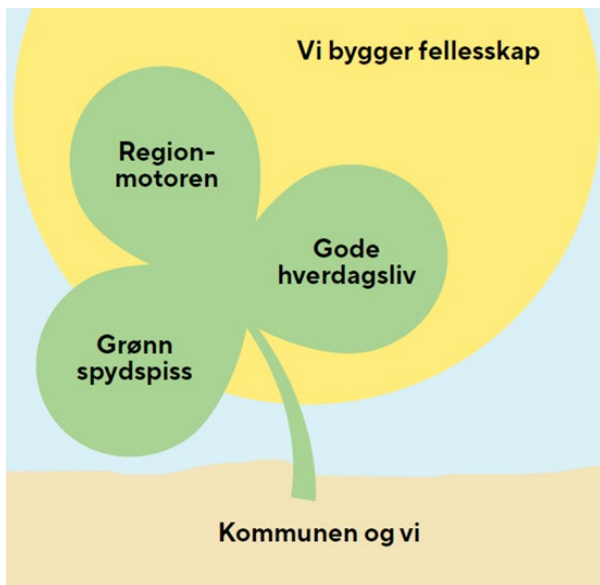 Vi bygger fellesskap
Region-
motoren
Gode
hverdagsliv
Grønn
spydspiss
Kommunen og vi